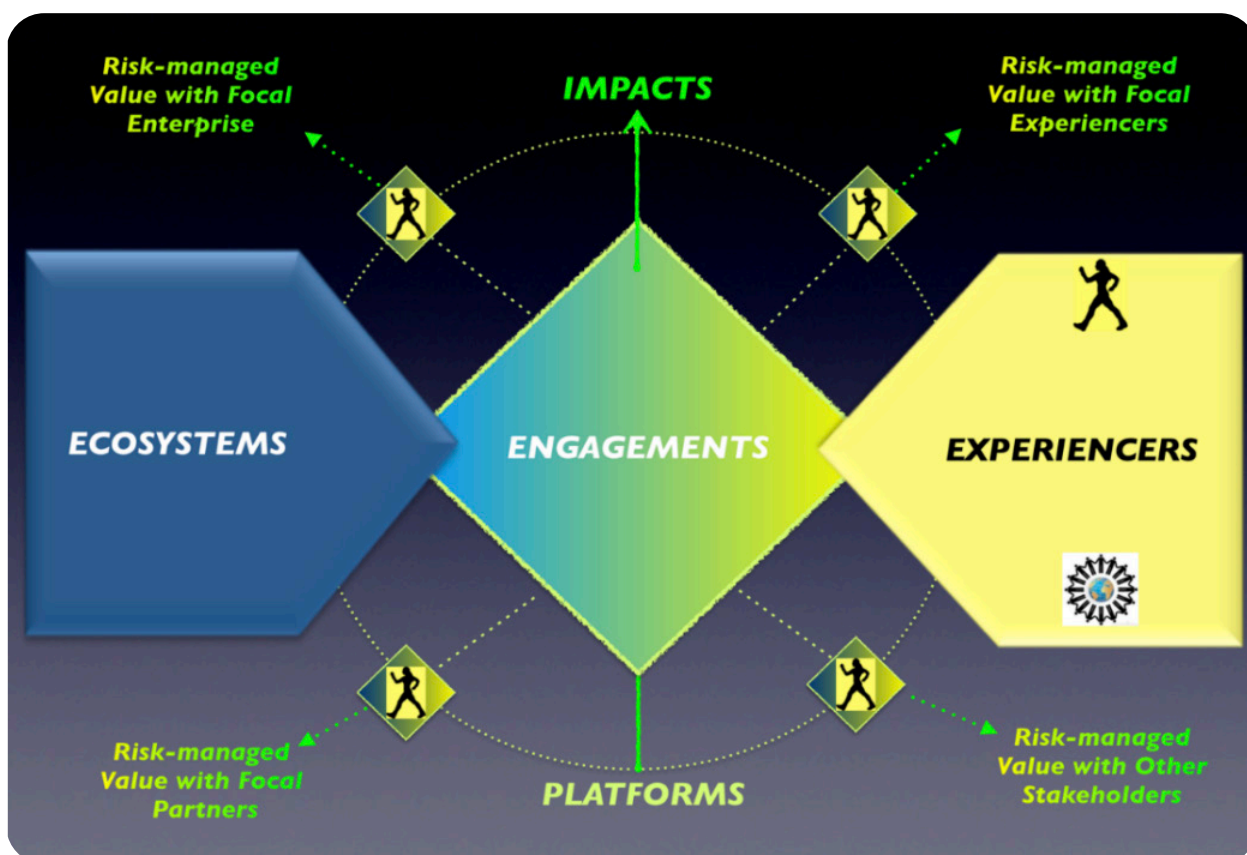 Risk-managed
Value with Focal
Enterprise
IMPACTS
Risk-managed
Value with Focal
Experiencers
ECOSYSTEMS
ENGAGEMENTS
EXPERIENCERS
Risk-managed
Value with Focal
Partners
PLATFORMS
Risk-managed
Value with Other
Stakeholders